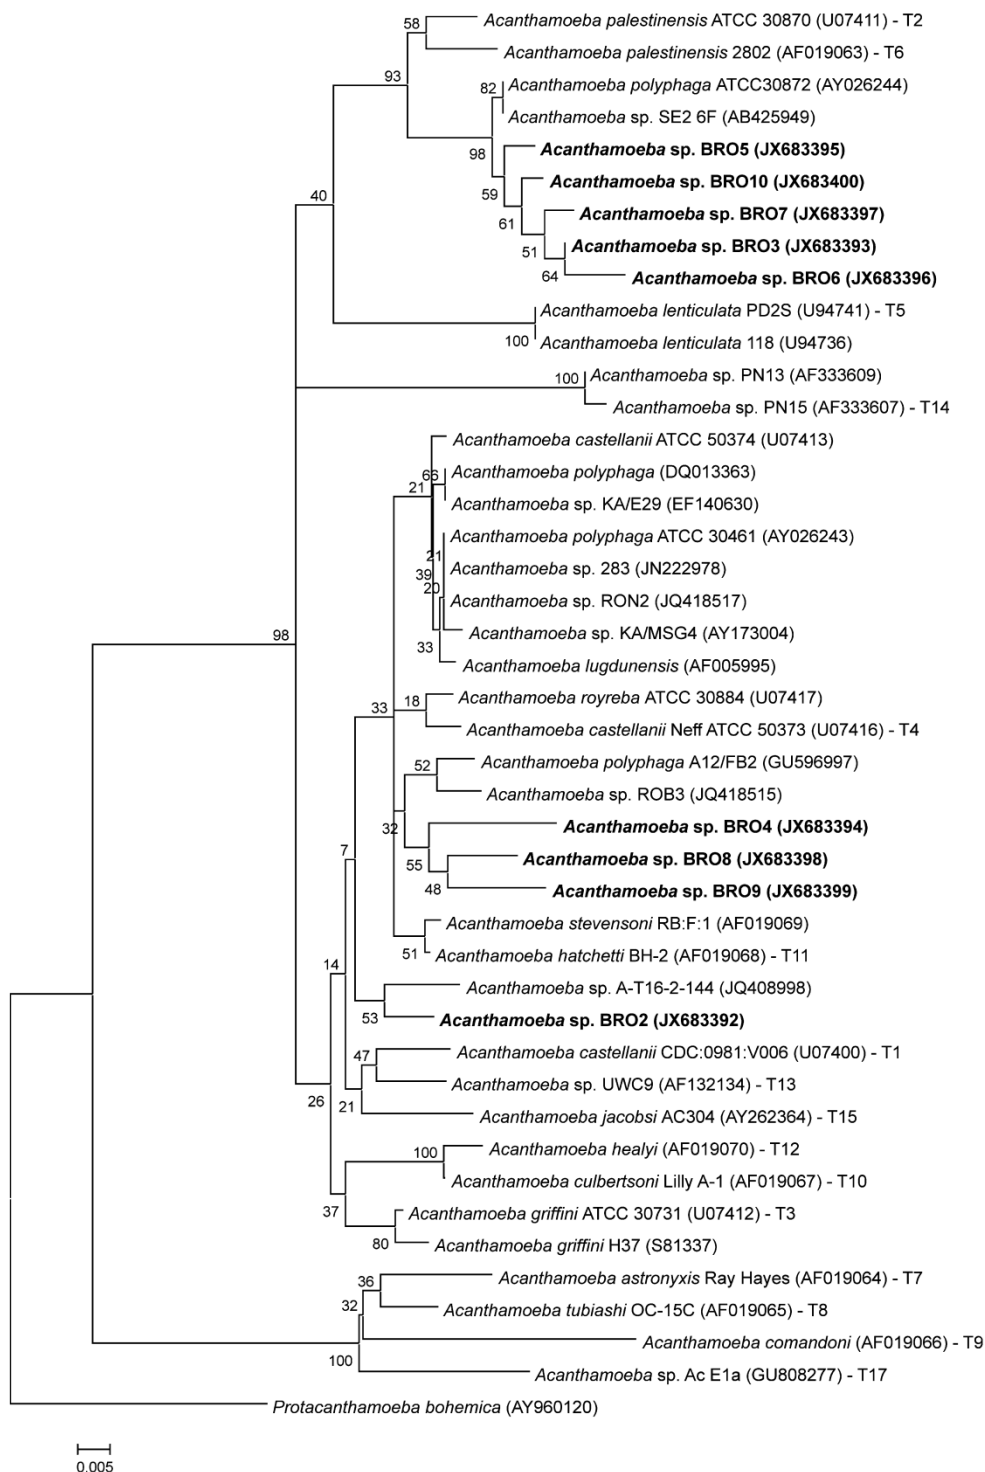 58
Acanthamoeba palestinensis ATCC 30870 (U07411) - T2
Acanthamoeba palestinensis 2802 (AF019063) - T6
93
82
Acanthamoeba polyphaga ATCC30872 (AY026244)
Acanthamoeba sp. SE2 6F (AB425949)
98
Acanthamoeba sp. BRO5 (JX683395)
59
Acanthamoeba sp. BRO10 (JX683400)
40
61
Acanthamoeba sp. BRO7 (JX683397)
51
Acanthamoeba sp. BRO3 (JX683393)
64
Acanthamoeba sp. BRO6 (JX683396)
Acanthamoeba lenticulata PD2S (U94741) - T5
100
Acanthamoeba lenticulata 118 (U94736)
100
Acanthamoeba sp. PN13 (AF333609)
Acanthamoeba sp. PN15 (AF333607) - T14
Acanthamoeba castellanii ATCC 50374 (U07413)
66
Acanthamoeba polyphaga (DQ013363)
21
Acanthamoeba sp. KA/E29 (EF140630)
Acanthamoeba polyphaga ATCC 30461 (AY026243)
21
39
Acanthamoeba sp. 283 (JN222978)
20
Acanthamoeba sp. RON2 (JQ418517)
Acanthamoeba sp. KA/MSG4 (AY173004)
33
98
Acanthamoeba lugdunensis (AF005995)
18
Acanthamoeba royreba ATCC 30884 (U07417)
33
Acanthamoeba castellanii Neff ATCC 50373 (U07416) - T4
52
Acanthamoeba polyphaga A12/FB2 (GU596997)
Acanthamoeba sp. ROB3 (JQ418515)
32
Acanthamoeba sp. BRO4 (JX683394)
7
55
Acanthamoeba sp. BRO8 (JX683398)
48
Acanthamoeba sp. BRO9 (JX683399)
Acanthamoeba stevensoni RB:F:1 (AF019069)
51
Acanthamoeba hatchetti BH-2 (AF019068) - T11
14
Acanthamoeba sp. A-T16-2-144 (JQ408998)
53
Acanthamoeba sp. BRO2 (JX683392)
47
Acanthamoeba castellanii CDC:0981:V006 (U07400) - T1
Acanthamoeba sp. UWC9 (AF132134) - T13
26
21
Acanthamoeba jacobsi AC304 (AY262364) - T15
100
Acanthamoeba healyi (AF019070) - T12
Acanthamoeba culbertsoni Lilly A-1 (AF019067) - T10
37
Acanthamoeba griffini ATCC 30731 (U07412) - T3
80
Acanthamoeba griffini H37 (S81337)
36
Acanthamoeba astronyxis Ray Hayes (AF019064) - T7
32
Acanthamoeba tubiashi OC-15C (AF019065) - T8
Acanthamoeba comandoni (AF019066) - T9
100
Acanthamoeba sp. Ac E1a (GU808277) - T17
Protacanthamoeba bohemica (AY960120)
0.005